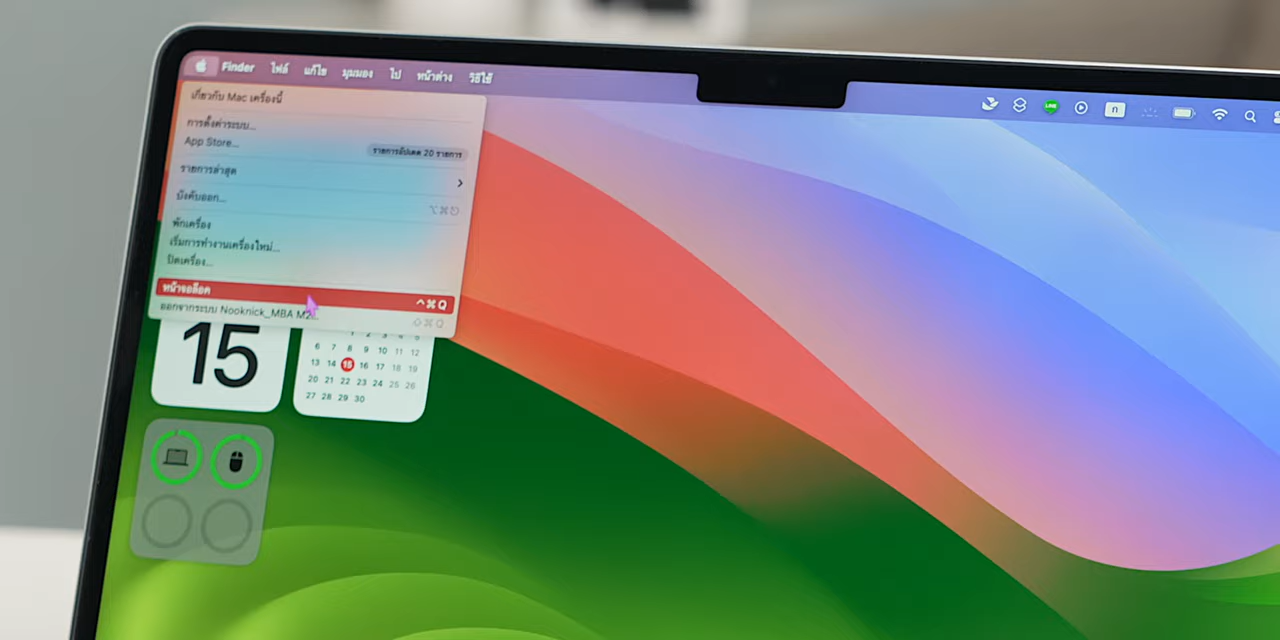 Finder ไฟล์ แก้ไข มุมมอง ไป หน้าต่าง วิธีใช้
LINE ก
เกี่ยวกับ Mac เครื่องนี้
การตั้งค่าระบบ...
App Store... รายการอัปเดต 20 รายการ
รายการล่าสุด
บังคับออก... ⌥⌘⎋
พักเครื่อง
เริ่มการทำงานเครื่องใหม่...
ปิดเครื่อง...
หน้าจอล็อค ^⌘Q
ออกจากระบบ Nooknick_MBA M2... ⇧⌘Q
15
1 2 3 4 5
6 7 8 9 10 11 12
13 14 15 16 17 18 19
20 21 22 23 24 25 26
27 28 29 30